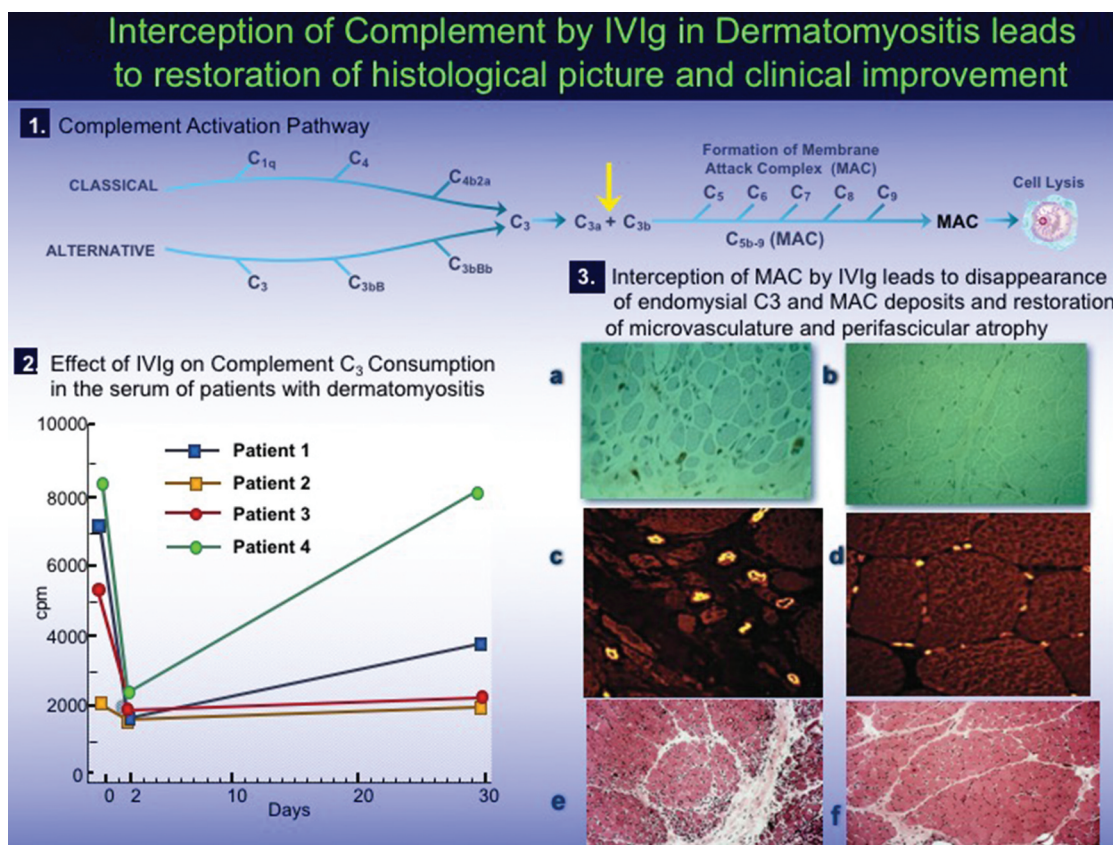 Interception of Complement by IVIg in Dermatomyositis leads
to restoration of histological picture and clinical improvement
1. Complement Activation Pathway
CLASSICAL
C1q
C4
C4b2a
ALTERNATIVE
C3
C3bB
C3bBb
C3
C3a + C3b
Formation of Membrane
Attack Complex (MAC)
C5
C6
C7
C8
C9
C5b-9 (MAC)
MAC
Cell Lysis
2. Effect of IVIg on Complement C3 Consumption
in the serum of patients with dermatomyositis
10000
8000
6000
4000
2000
0
cpm
Patient 1
Patient 2
Patient 3
Patient 4
0 2 10 20 30
Days
3. Interception of MAC by IVIg leads to disappearance
of endomysial C3 and MAC deposits and restoration
of microvasculature and perifascicular atrophy
a
b
c
d
e
f